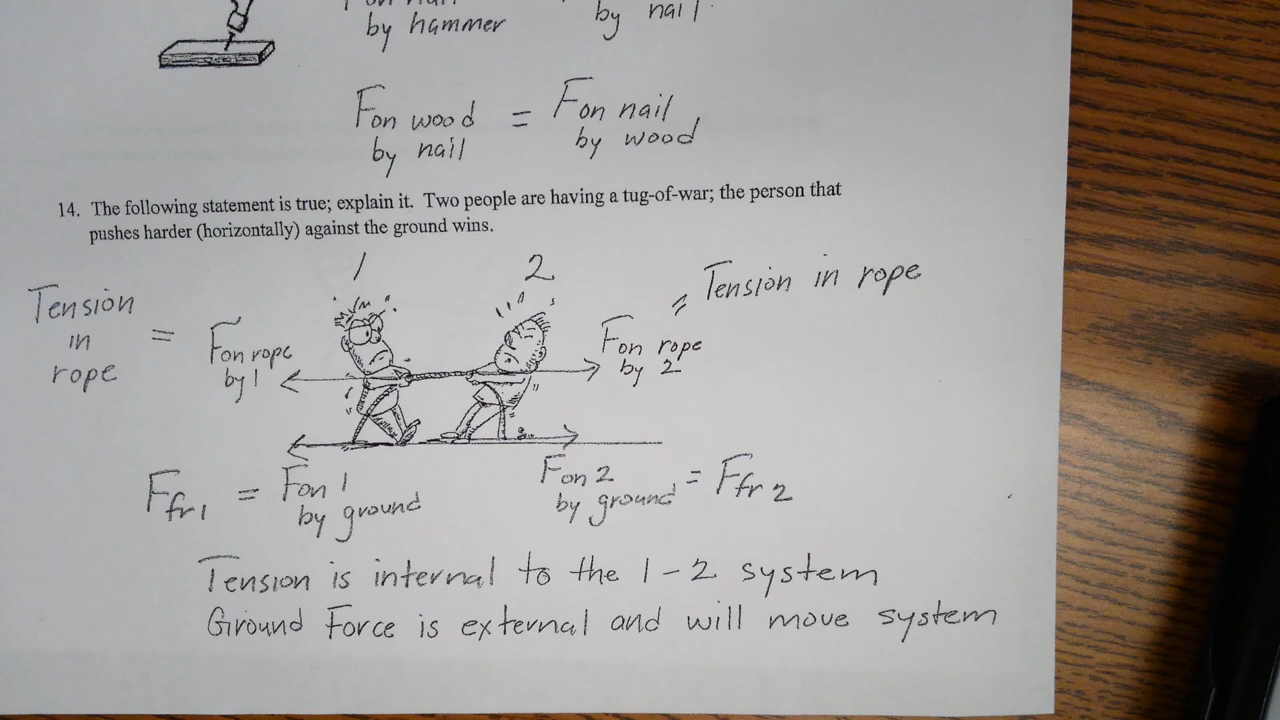 by hammer
by nail
F on wood = F on nail
by nail by wood
14. The following statement is true; explain it. Two people are having a tug-of-war; the person that
pushes harder (horizontally) against the ground wins.
1 2
Tension in rope = F on rope by 1
F on rope by 2 = Tension in rope
Ffr1 = F on 1 by ground
F on 2 by ground = Ffr2
Tension is internal to the 1-2 system
Ground Force is external and will move system